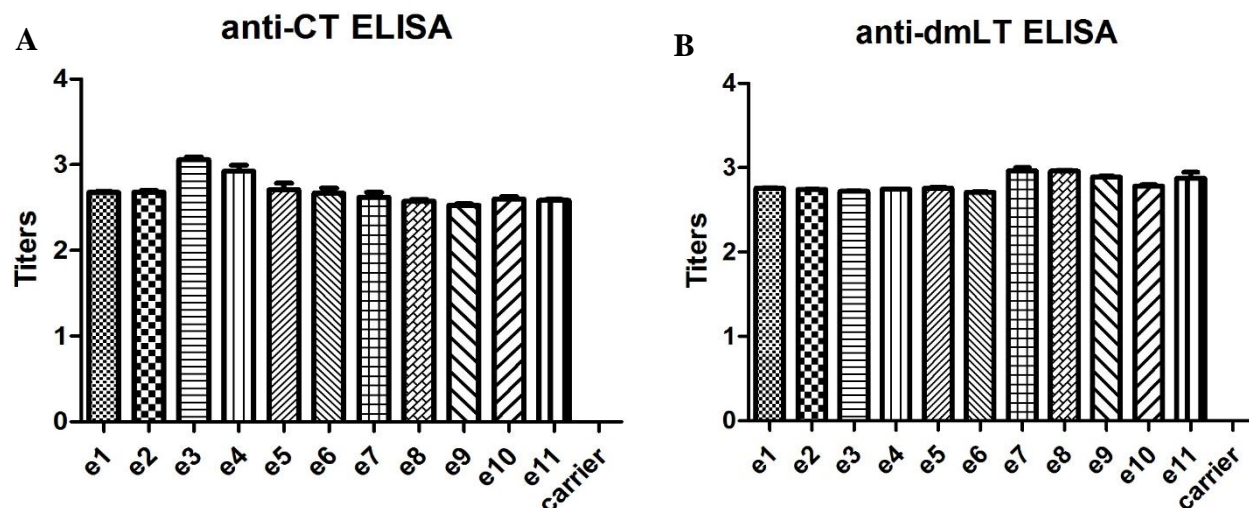 A
anti-CT ELISA
Titers
4
3
2
1
0
e1
e2
e3
e4
e5
e6
e7
e8
e9
e10
e11
carrier
B
anti-dmLT ELISA
Titers
4
3
2
1
0
e1
e2
e3
e4
e5
e6
e7
e8
e9
e10
e11
carrier